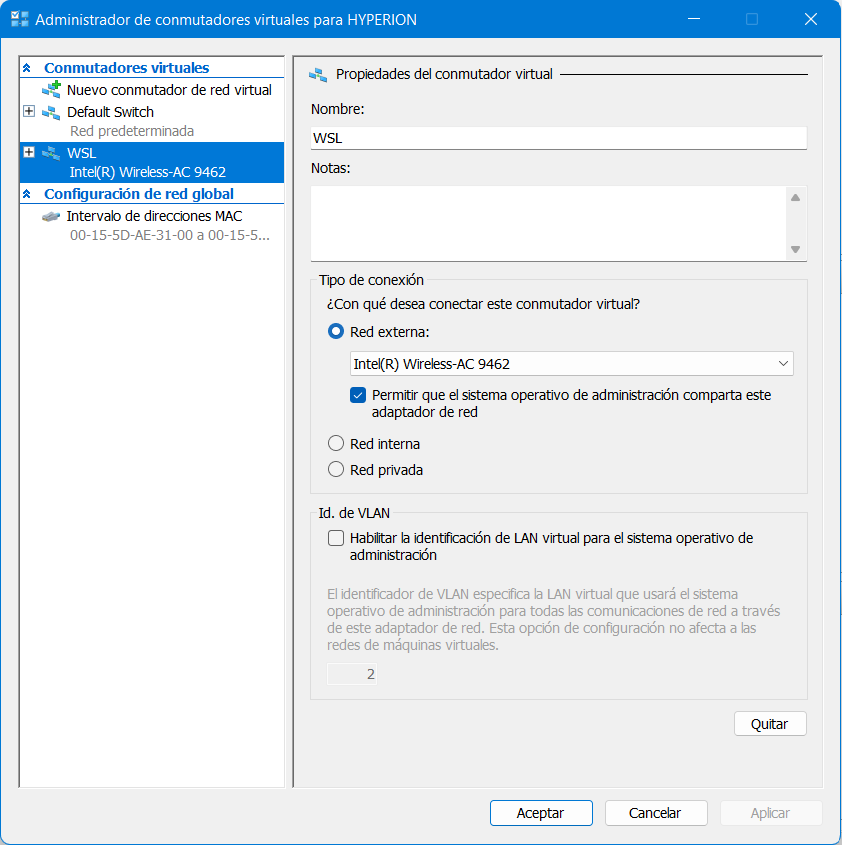 Administrador de conmutadores virtuales para HYPERION
Conmutadores virtuales
Nuevo conmutador de red virtual
Default Switch
Red predeterminada
WSL
Intel(R) Wireless-AC 9462
Configuración de red global
Intervalo de direcciones MAC
00-15-5D-AE-31-00 a 00-15-5...
Propiedades del conmutador virtual
Nombre:
WSL
Notas:
Tipo de conexión
¿Con qué desea conectar este conmutador virtual?
Red externa:
Intel(R) Wireless-AC 9462
Permitir que el sistema operativo de administración comparta este
adaptador de red
Red interna
Red privada
Id. de VLAN
Habilitar la identificación de LAN virtual para el sistema operativo de
administración
El identificador de VLAN especifica la LAN virtual que usará el sistema
operativo de administración para todas las comunicaciones de red a través
de este adaptador de red. Esta opción de configuración no afecta a las
redes de máquinas virtuales.
2
Quitar
Aceptar
Cancelar
Aplicar